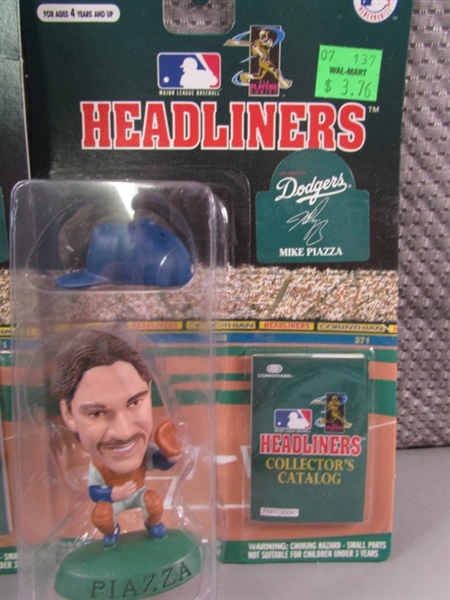 FOR AGES 4 YEARS AND UP
07 137
WAL-MART
$ 3.76
MAJOR LEAGUE BASEBALL
HEADLINERS™
Dodgers
MIKE PIAZZA
HEADLINERS
CORINTHIAN
HEADLINERS
CORINTHIAN
371
CORINTHIAN
HEADLINERS
COLLECTOR'S
CATALOG
PIAZZA
WARNING: CHOKING HAZARD - SMALL PARTS
NOT SUITABLE FOR CHILDREN UNDER 3 YEARS